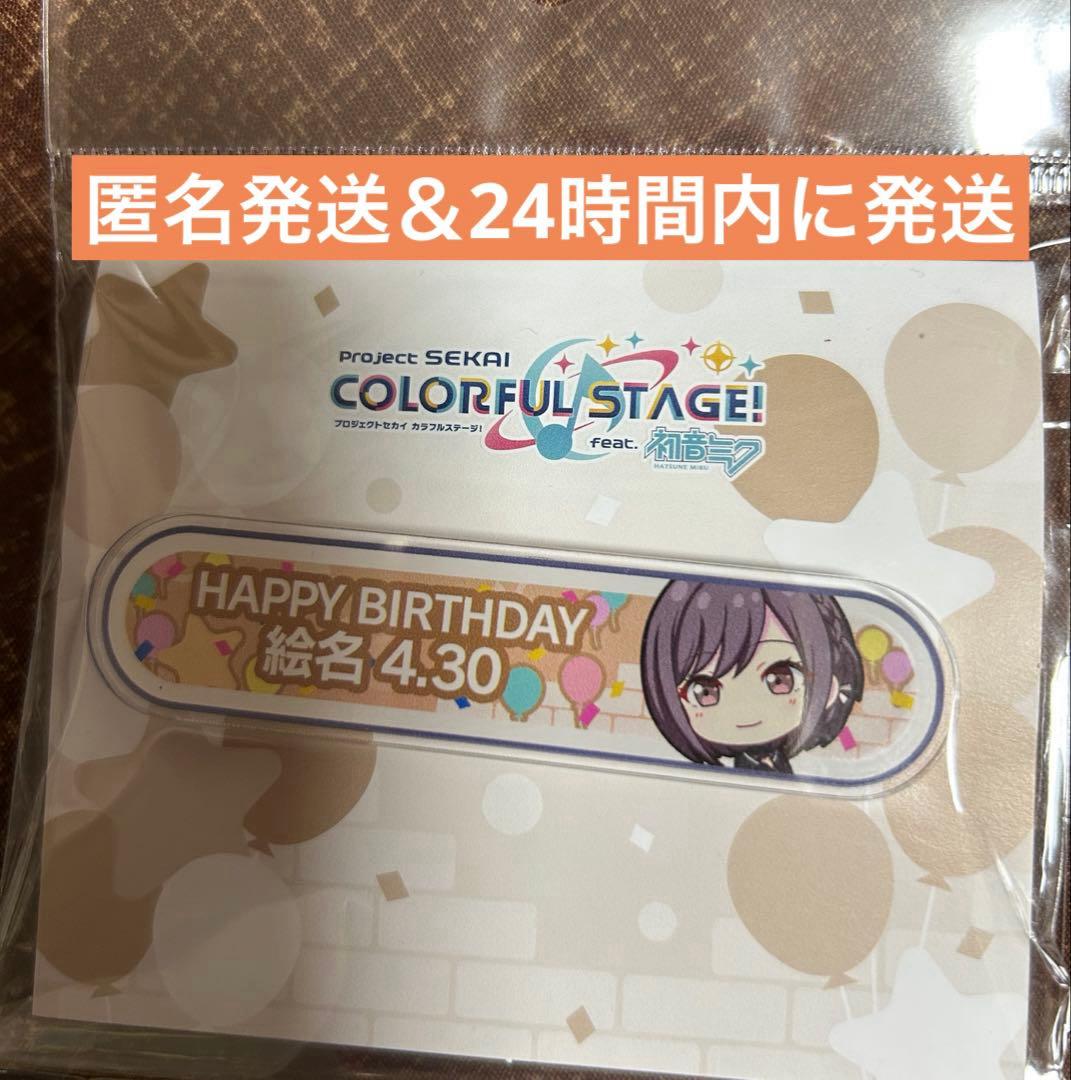 匿名発送&24時間内に発送
Project SEKAI
COLORFUL STAGE!
プロジェクトセカイ カラフルステージ!
feat. 初音ミク
HATSUNE MIKU
HAPPY BIRTHDAY
絵名 4.30